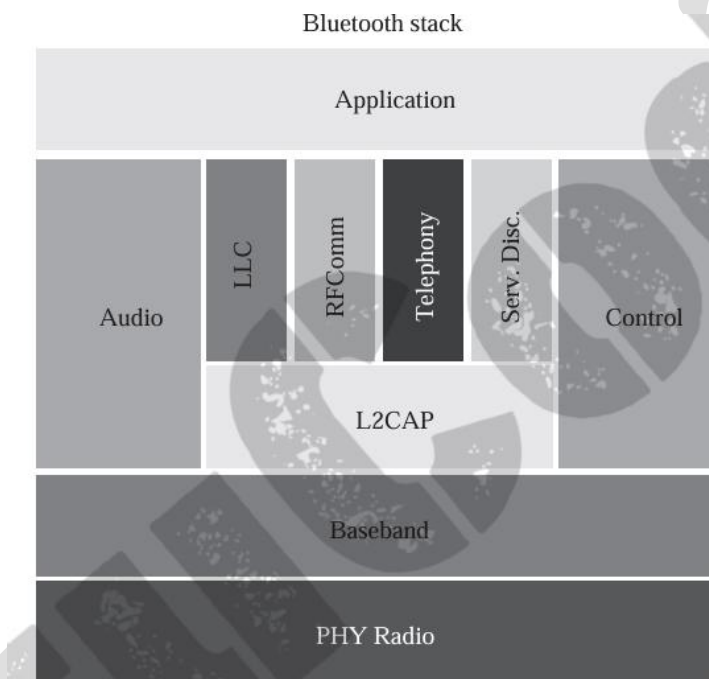 Bluetooth stack
Application
Audio
LLC
RFComm
Telephony
Serv. Disc.
Control
L2CAP
Baseband
PHY Radio